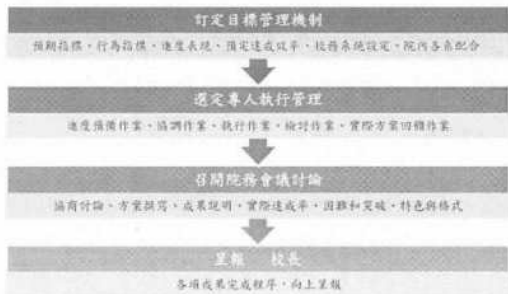 訂定目標管理機制
預期指標、行為指標、進度表現、預定達成效率、校務系統設定、院內各系配合
選定專人執行管理
進度預備作業、協調作業、執行作業、檢討作業、實際方案回饋作業
召開院務會議討論
協商討論、方案撰寫、成果說明、實際達成率、困難和突破、特色與格式
呈報 校長
各項成果完成程序，向上呈報